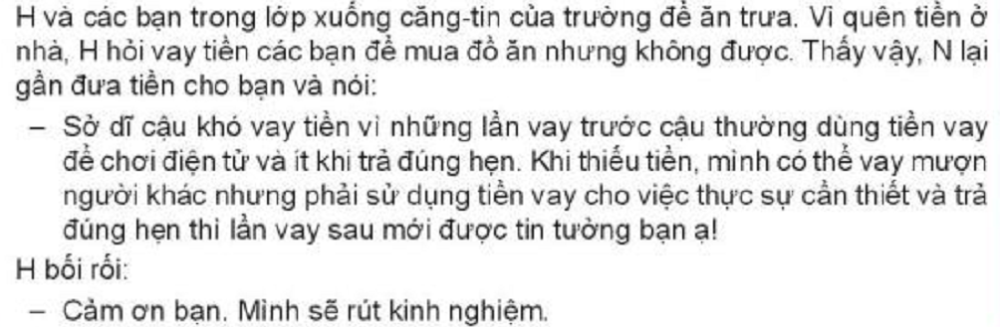 H và các bạn trong lớp xuống căng-tin của trường để ăn trưa. Vì quên tiền ở
nhà, H hỏi vay tiền các bạn để mua đồ ăn nhưng không được. Thấy vậy, N lại
gần đưa tiền cho bạn và nói:
– Sở dĩ cậu khó vay tiền vì những lần vay trước cậu thường dùng tiền vay
để chơi điện tử và ít khi trả đúng hẹn. Khi thiếu tiền, mình có thể vay mượn
người khác nhưng phải sử dụng tiền vay cho việc thực sự cần thiết và trả
đúng hẹn thì lần vay sau mới được tin tưởng bạn ạ!
H bối rối:
– Cảm ơn bạn. Mình sẽ rút kinh nghiệm.